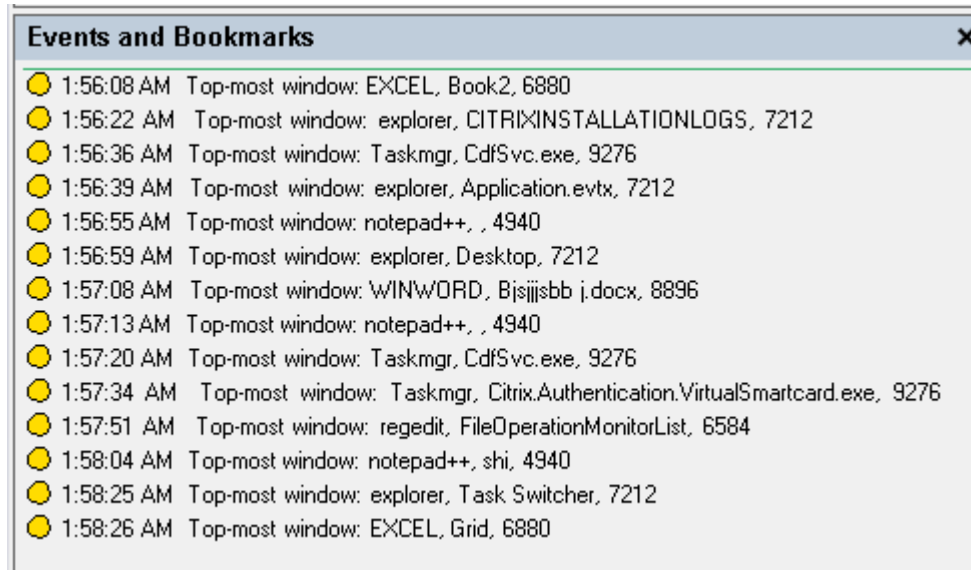 Events and Bookmarks
1:56:08 AM Top-most window: EXCEL, Book2, 6880
1:56:22 AM Top-most window: explorer, CITRIXINSTALLATIONLOGS, 7212
1:56:36 AM Top-most window: Taskmgr, CdfSvc.exe, 9276
1:56:39 AM Top-most window: explorer, Application.evtx, 7212
1:56:55 AM Top-most window: notepad++, , 4940
1:56:59 AM Top-most window: explorer, Desktop, 7212
1:57:08 AM Top-most window: WINWORD, Bjsjjjsbb j.docx, 8896
1:57:13 AM Top-most window: notepad++, , 4940
1:57:20 AM Top-most window: Taskmgr, CdfSvc.exe, 9276
1:57:34 AM Top-most window: Taskmgr, Citrix.Authentication.VirtualSmartcard.exe, 9276
1:57:51 AM Top-most window: regedit, FileOperationMonitorList, 6584
1:58:04 AM Top-most window: notepad++, shi, 4940
1:58:25 AM Top-most window: explorer, Task Switcher, 7212
1:58:26 AM Top-most window: EXCEL, Grid, 6880